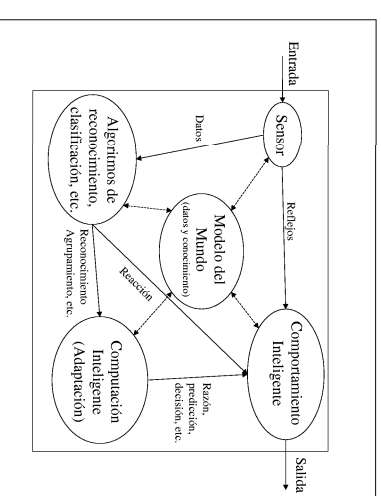 Entrada
Sensor
Reflejos
Comportamiento
Inteligente
Salida
Datos
Modelo del
Mundo
(datos y conocimiento)
Reacción
Razón,
predicción,
decisión, etc.
Algoritmos de
reconocimiento,
clasificación, etc.
Reconocimiento
Agrupamiento, etc.
Computación
Inteligente
(Adaptación)